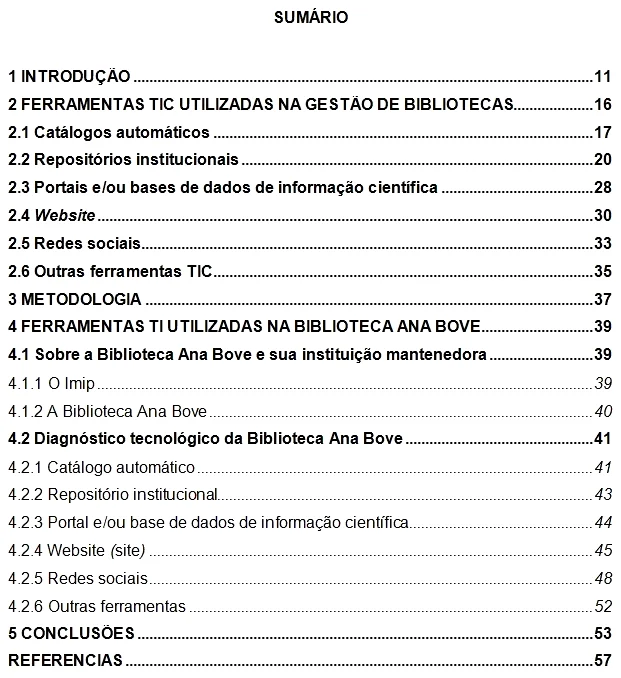 SUMÁRIO
1 INTRODUÇÃO ........................................................................................................11
2 FERRAMENTAS TIC UTILIZADAS NA GESTÃO DE BIBLIOTECAS..................16
2.1 Catálogos automáticos ......................................................................................17
2.2 Repositórios institucionais ................................................................................20
2.3 Portais e/ou bases de dados de informação científica ..................................28
2.4 Website ................................................................................................................30
2.5 Redes sociais......................................................................................................33
2.6 Outras ferramentas TIC......................................................................................35
3 METODOLOGIA .....................................................................................................37
4 FERRAMENTAS TI UTILIZADAS NA BIBLIOTECA ANA BOVE.........................39
4.1 Sobre a Biblioteca Ana Bove e sua instituição mantenedora ........................39
4.1.1 O Imip ................................................................................................................39
4.1.2 A Biblioteca Ana Bove .......................................................................................40
4.2 Diagnóstico tecnológico da Biblioteca Ana Bove ..........................................41
4.2.1 Catálogo automático .........................................................................................41
4.2.2 Repositório institucional.....................................................................................43
4.2.3 Portal e/ou base de dados de informação científica.........................................44
4.2.4 Website (site) ....................................................................................................45
4.2.5 Redes sociais....................................................................................................48
4.2.6 Outras ferramentas ...........................................................................................52
5 CONCLUSÕES .......................................................................................................53
REFERENCIAS .........................................................................................................57